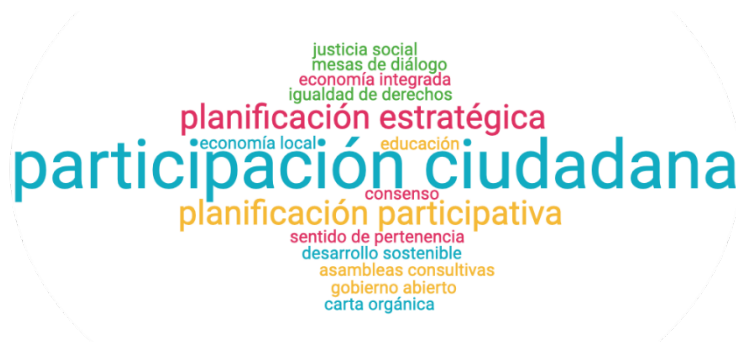 justicia social
mesas de diálogo
economía integrada
igualdad de derechos
planificación estratégica
economía local
educación
participación ciudadana
consenso
planificación participativa
sentido de pertenencia
desarrollo sostenible
asambleas consultivas
gobierno abierto
carta orgánica